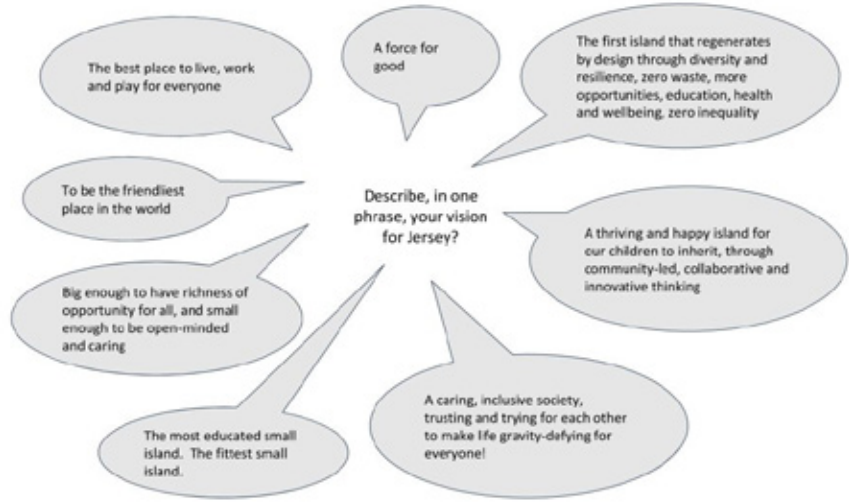 The best place to live, work
and play for everyone
A force for
good
The first island that regenerates
by design through diversity and
resilience, zero waste, more
opportunities, education, health
and wellbeing, zero inequality
To be the friendliest
place in the world
Describe, in one
phrase, your vision
for Jersey?
A thriving and happy island for
our children to inherit, through
community-led, collaborative and
innovative thinking
Big enough to have richness of
opportunity for all, and small
enough to be open-minded
and caring
The most educated small
island. The fittest small
island.
A caring, inclusive society,
trusting and trying for each other
to make life gravity-defying for
everyone!